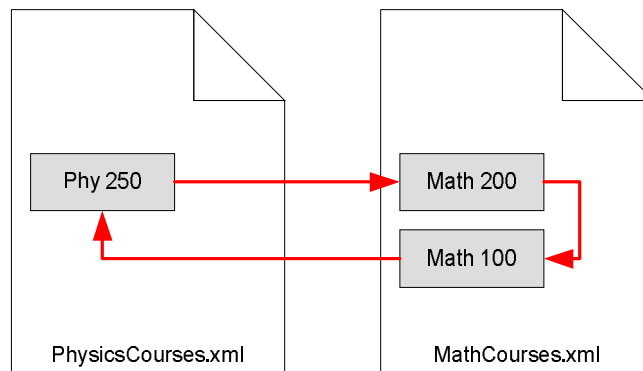 Phy 250
Math 200
Math 100
PhysicsCourses.xml
MathCourses.xml